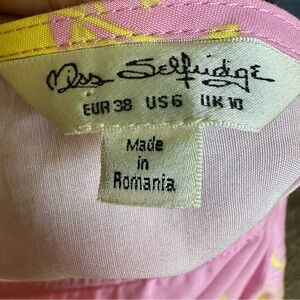 Miss Selfridge
EUR 38 US 6 UK 10
Made
in
Romania